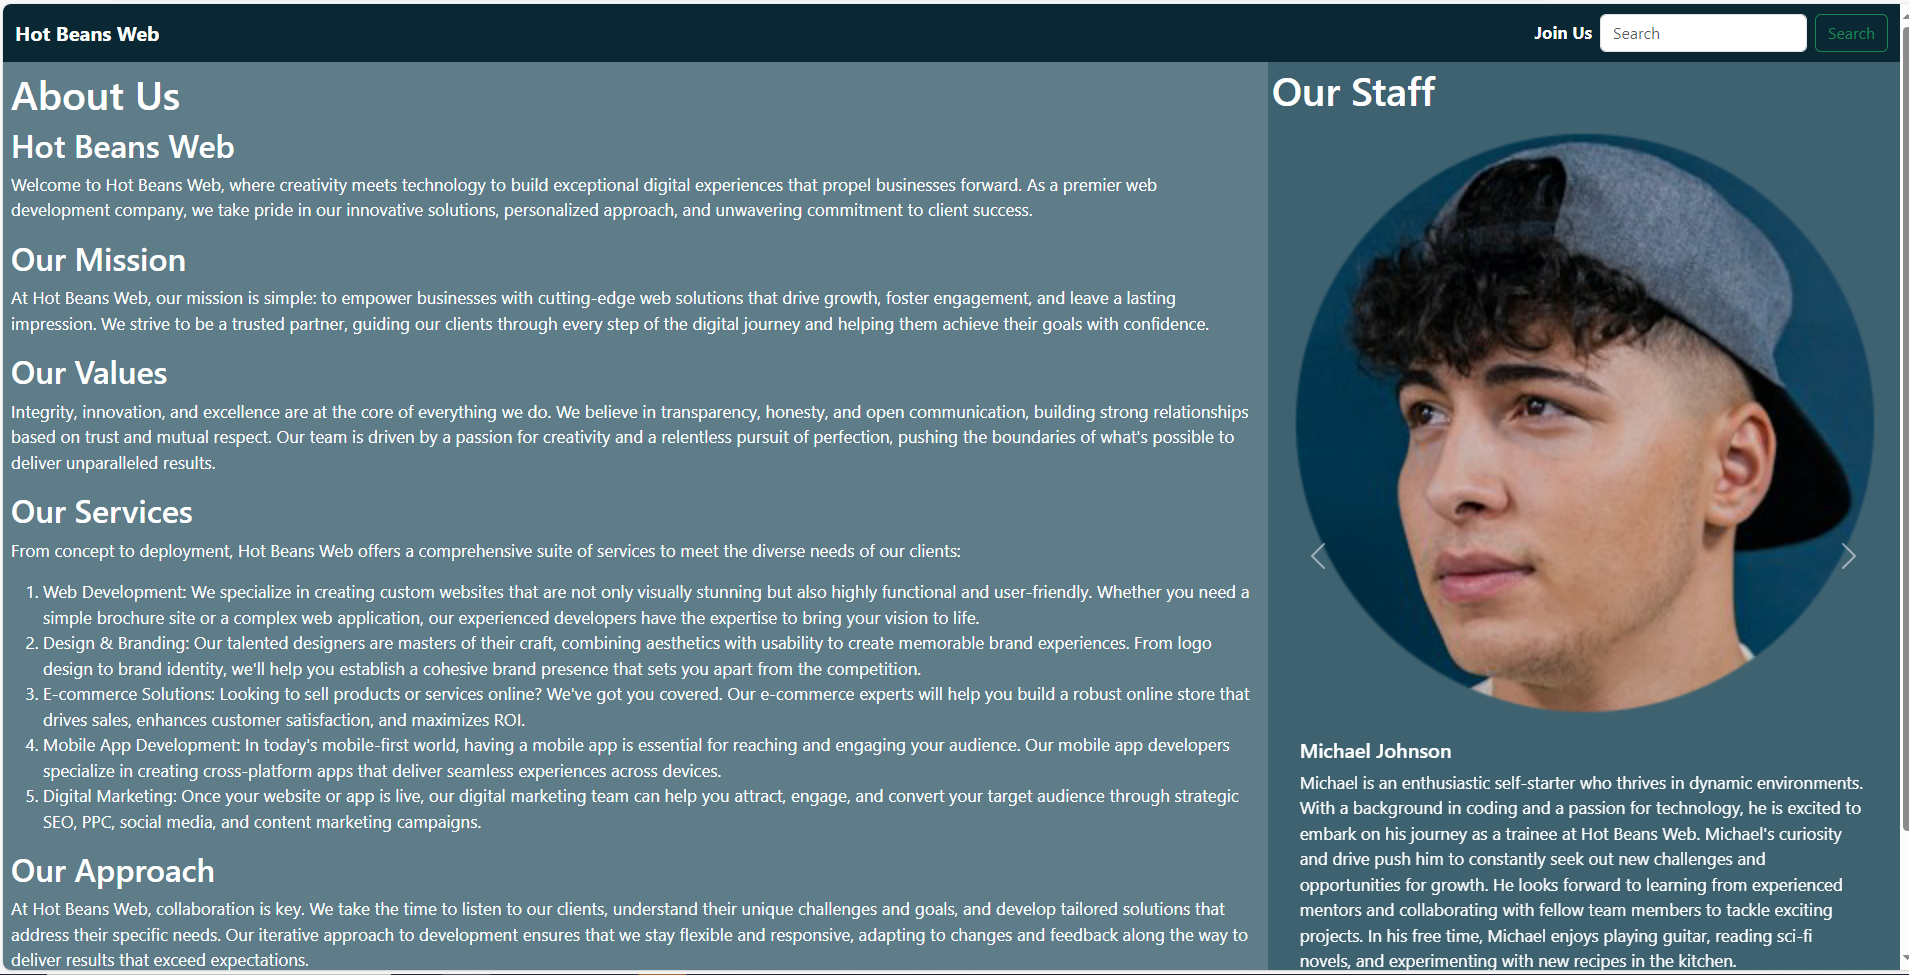 Hot Beans Web
Join Us
Search
Search
About Us
Hot Beans Web
Welcome to Hot Beans Web, where creativity meets technology to build exceptional digital experiences that propel businesses forward. As a premier web
development company, we take pride in our innovative solutions, personalized approach, and unwavering commitment to client success.
Our Mission
At Hot Beans Web, our mission is simple: to empower businesses with cutting-edge web solutions that drive growth, foster engagement, and leave a lasting
impression. We strive to be a trusted partner, guiding our clients through every step of the digital journey and helping them achieve their goals with confidence.
Our Values
Integrity, innovation, and excellence are at the core of everything we do. We believe in transparency, honesty, and open communication, building strong relationships
based on trust and mutual respect. Our team is driven by a passion for creativity and a relentless pursuit of perfection, pushing the boundaries of what's possible to
deliver unparalleled results.
Our Services
From concept to deployment, Hot Beans Web offers a comprehensive suite of services to meet the diverse needs of our clients:
1. Web Development: We specialize in creating custom websites that are not only visually stunning but also highly functional and user-friendly. Whether you need a
simple brochure site or a complex web application, our experienced developers have the expertise to bring your vision to life.
2. Design & Branding: Our talented designers are masters of their craft, combining aesthetics with usability to create memorable brand experiences. From logo
design to brand identity, we'll help you establish a cohesive brand presence that sets you apart from the competition.
3. E-commerce Solutions: Looking to sell products or services online? We've got you covered. Our e-commerce experts will help you build a robust online store that
drives sales, enhances customer satisfaction, and maximizes ROI.
4. Mobile App Development: In today's mobile-first world, having a mobile app is essential for reaching and engaging your audience. Our mobile app developers
specialize in creating cross-platform apps that deliver seamless experiences across devices.
5. Digital Marketing: Once your website or app is live, our digital marketing team can help you attract, engage, and convert your target audience through strategic
SEO, PPC, social media, and content marketing campaigns.
Our Approach
At Hot Beans Web, collaboration is key. We take the time to listen to our clients, understand their unique challenges and goals, and develop tailored solutions that
address their specific needs. Our iterative approach to development ensures that we stay flexible and responsive, adapting to changes and feedback along the way to
deliver results that exceed expectations.
Our Staff
Michael Johnson
Michael is an enthusiastic self-starter who thrives in dynamic environments.
With a background in coding and a passion for technology, he is excited to
embark on his journey as a trainee at Hot Beans Web. Michael's curiosity
and drive push him to constantly seek out new challenges and
opportunities for growth. He looks forward to learning from experienced
mentors and collaborating with fellow team members to tackle exciting
projects. In his free time, Michael enjoys playing guitar, reading sci-fi
novels, and experimenting with new recipes in the kitchen.